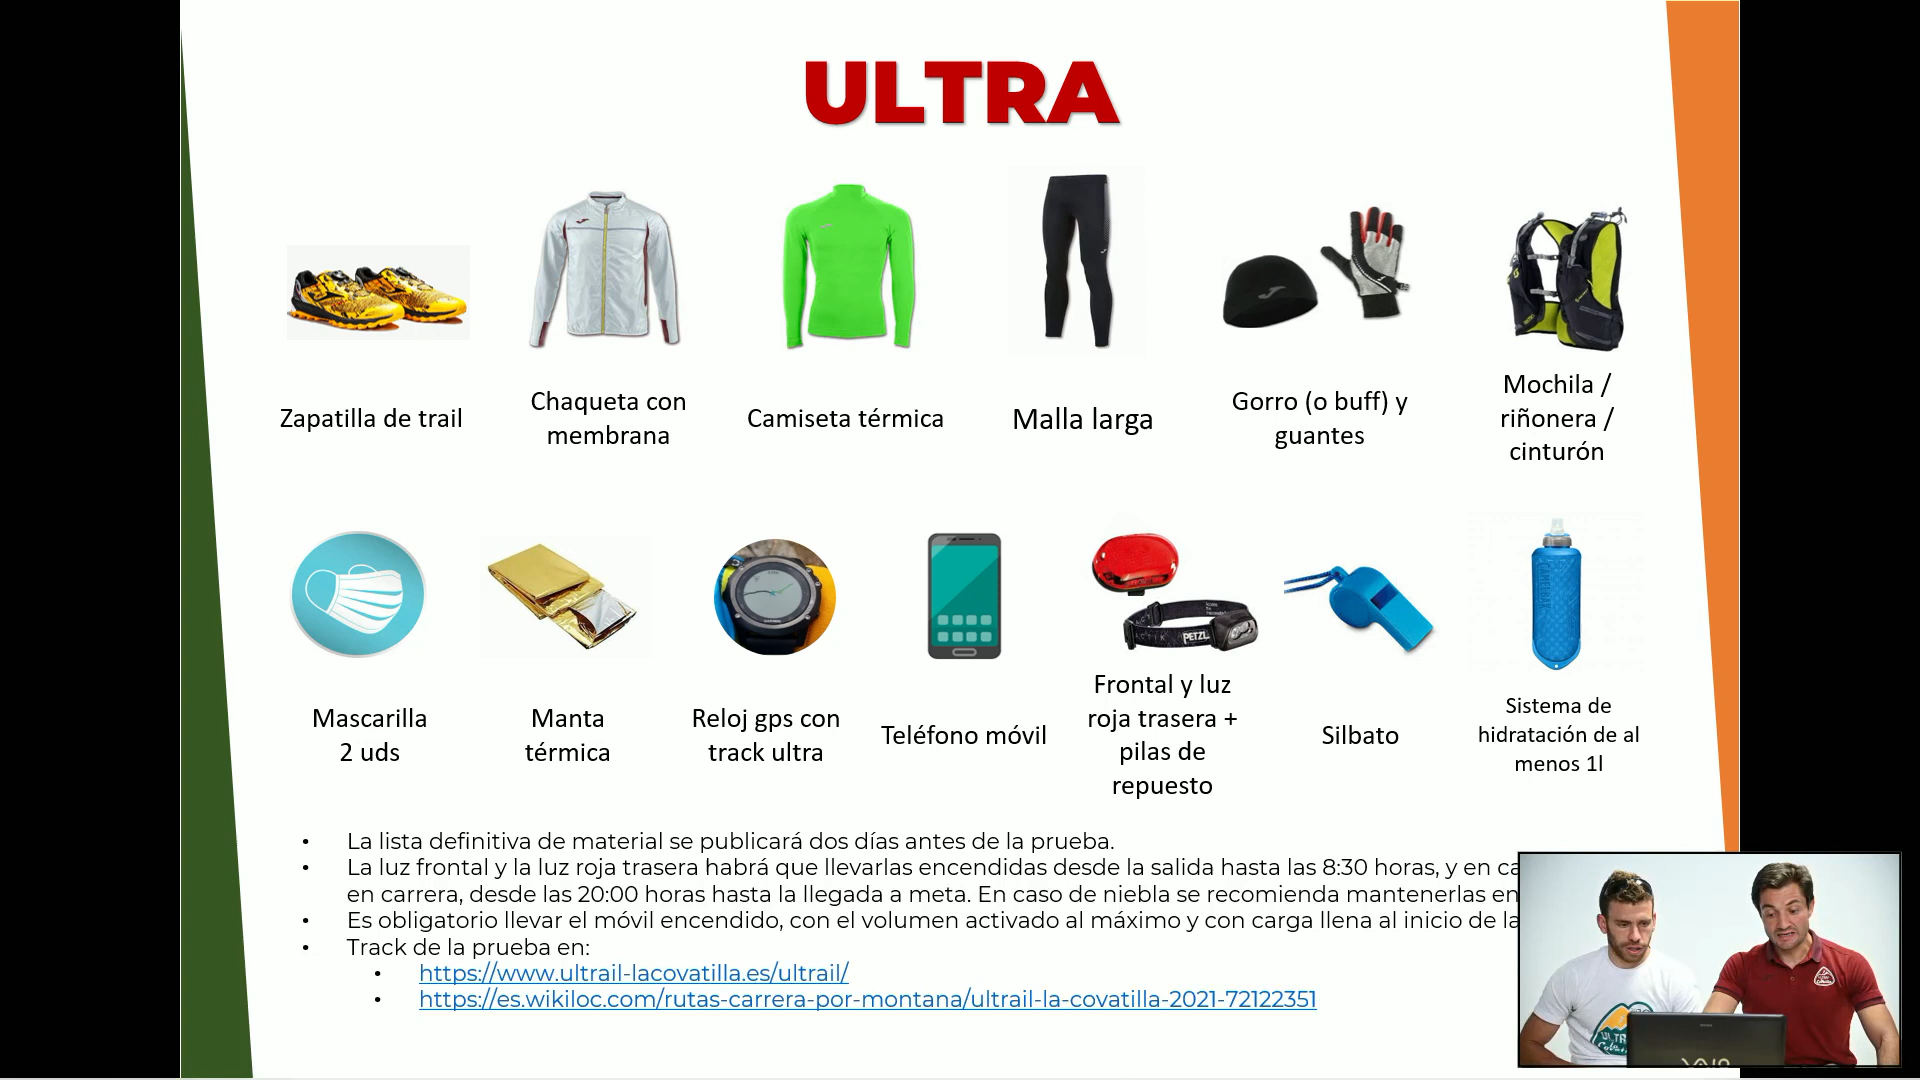 ULTRA
Zapatilla de trail
Chaqueta con
membrana
Camiseta térmica
Malla larga
Gorro (o buff) y
guantes
Mochila /
riñonera /
cinturón
PETZL
CAMELBAK
Mascarilla
2 uds
Manta
térmica
Reloj gps con
track ultra
Teléfono móvil
Frontal y luz
roja trasera +
pilas de
repuesto
Silbato
Sistema de
hidratación de al
menos 1l
• La lista definitiva de material se publicará dos días antes de la prueba.
• La luz frontal y la luz roja trasera habrá que llevarlas encendidas desde la salida hasta las 8:30 horas, y en
en carrera, desde las 20:00 horas hasta la llegada a meta. En caso de niebla se recomienda mantenerlas
• Es obligatorio llevar el móvil encendido, con el volumen activado al máximo y con carga llena al inicio de
• Track de la prueba en:
• https://www.ultrail-lacovatilla.es/ultrail/
• https://es.wikiloc.com/rutas-carrera-por-montana/ultrail-la-covatilla-2021-72122351
VAIO